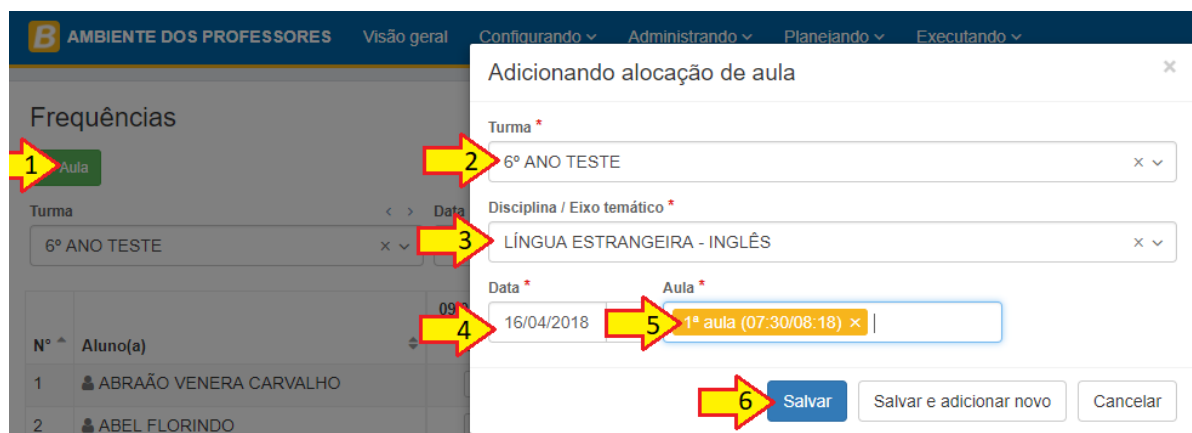 B AMBIENTE DOS PROFESSORES Visão geral Configurando Administrando Planejando Executando
Adicionando alocação de aula ×
Frequências
Turma *
1 Aula
2 6º ANO TESTE × 
Turma < > Data
Disciplina / Eixo temático *
6º ANO TESTE ×
3 LÍNGUA ESTRANGEIRA - INGLÊS ×
Data * Aula *
09
4 16/04/2018 5 1ª aula (07:30/08:18) ×
N° Aluno(a)
1 ABRAÃO VENERA CARVALHO
6 Salvar Salvar e adicionar novo Cancelar
2 ABEL FLORINDO